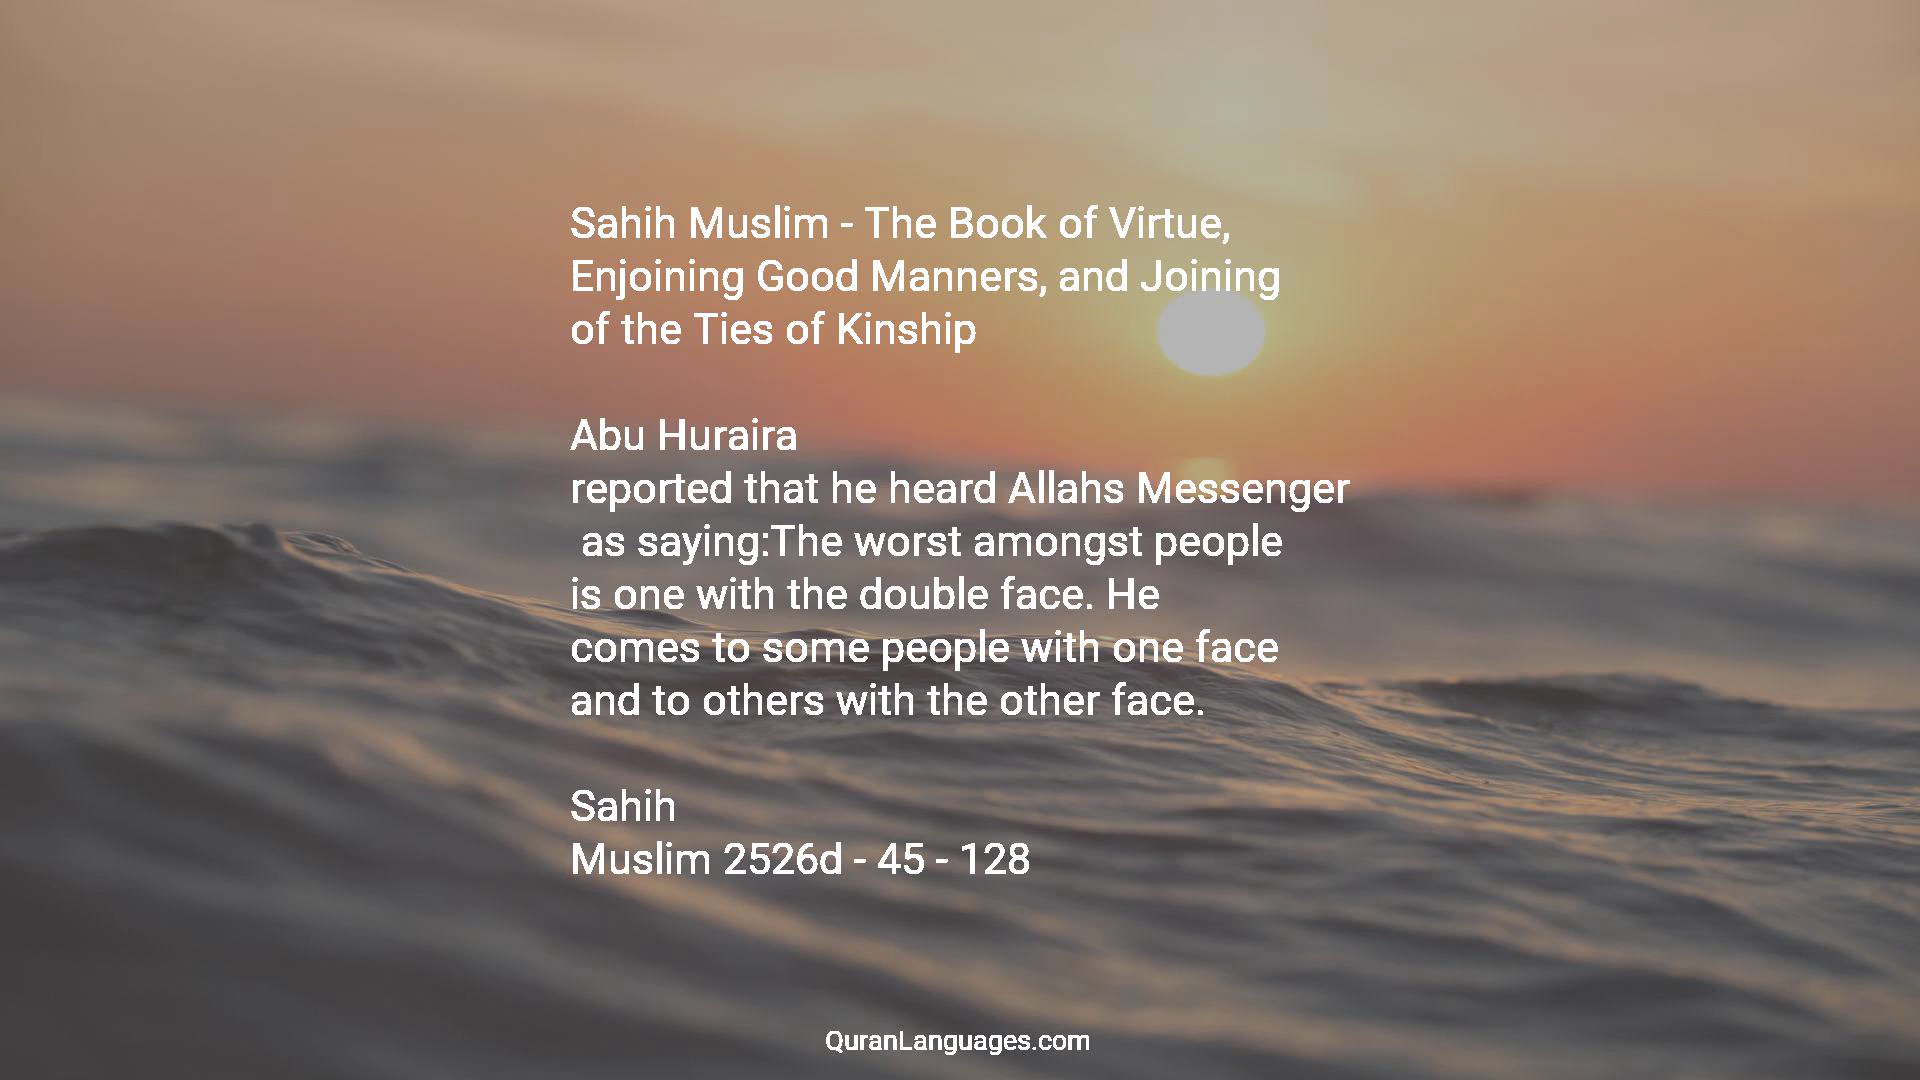 Sahih Muslim - The Book of Virtue,
Enjoining Good Manners, and Joining
of the Ties of Kinship
Abu Huraira
reported that he heard Allahs Messenger
as saying:The worst amongst people
is one with the double face. He
comes to some people with one face
and to others with the other face.
Sahih
Muslim 2526d - 45 - 128
QuranLanguages.com